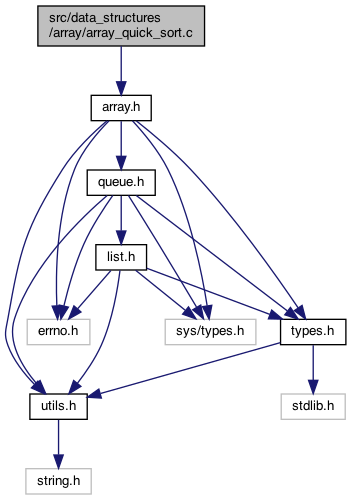 src/data_structures
/array/array_quick_sort.c
array.h
queue.h
list.h
errno.h
sys/types.h
types.h
utils.h
stdlib.h
string.h